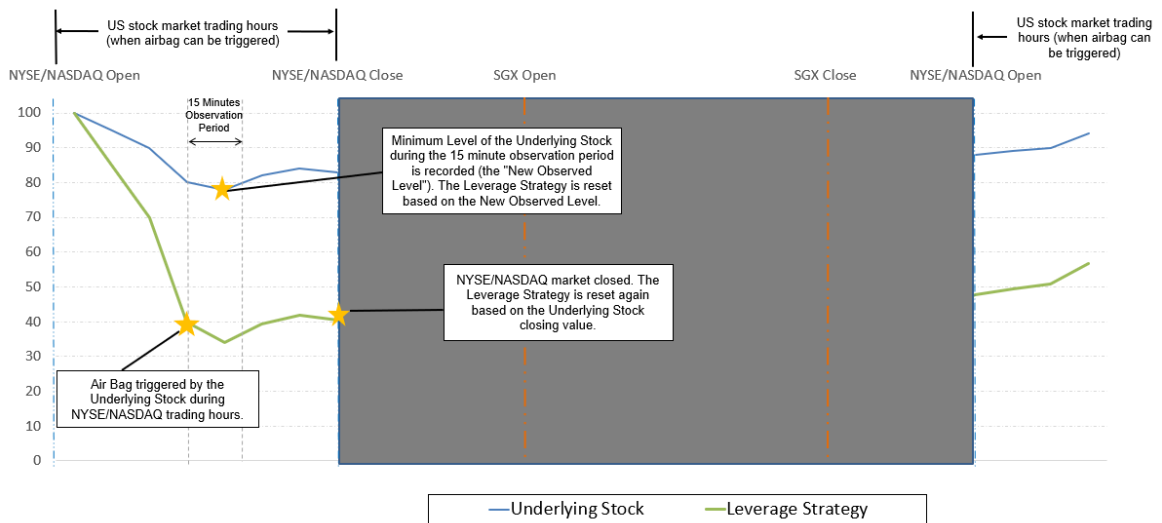 US stock market trading hours
(when airbag can be triggered)
US stock market trading
hours (when airbag can
be triggered)
NYSE/NASDAQ Open
NYSE/NASDAQ Close
SGX Open
SGX Close
NYSE/NASDAQ Open
15 Minutes
Observation
Period
100
90
80
70
60
50
40
30
20
10
0
Minimum Level of the Underlying Stock
during the 15 minute observation period
is recorded (the "New Observed
Level"). The Leverage Strategy is reset
based on the New Observed Level.
NYSE/NASDAQ market closed. The
Leverage Strategy is reset again
based on the Underlying Stock
closing value.
Air Bag triggered by the
Underlying Stock during
NYSE/NASDAQ trading hours.
Underlying Stock
Leverage Strategy